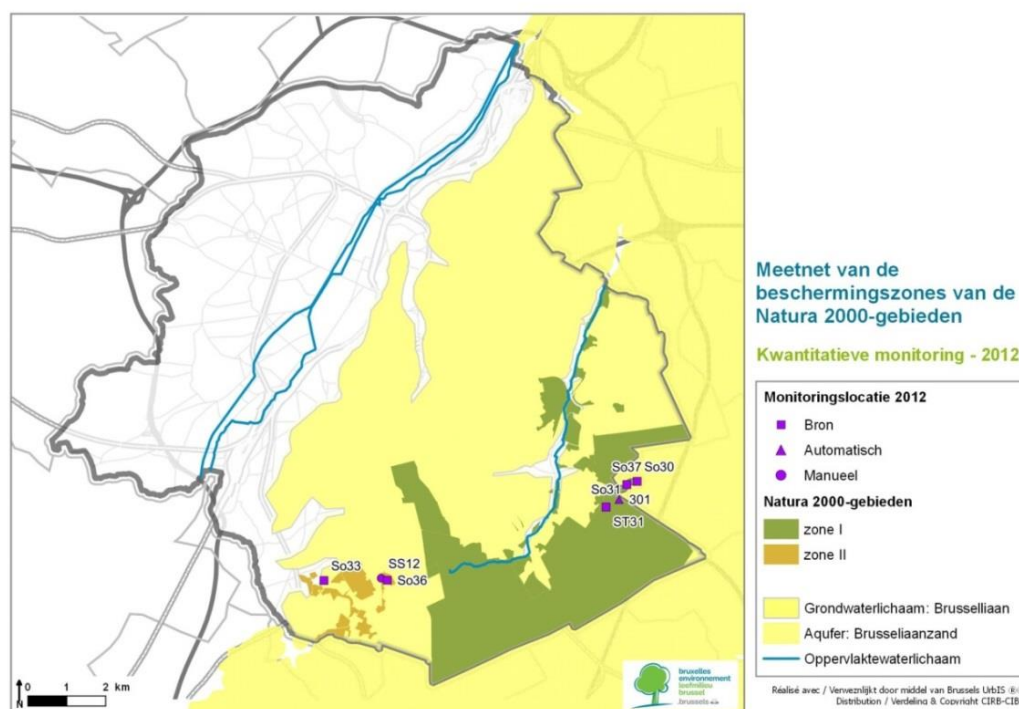 Meetnet van de
beschermingszones van de
Natura 2000-gebieden
Kwantitatieve monitoring - 2012
Monitoringslocatie 2012
Bron
Automatisch
Manueel
Natura 2000-gebieden
zone I
zone II
Grondwaterlichaam: Brusselliaan
Aqufer: Brusseliaanzand
Oppervlaktewaterlichaam
So37 So30
So31
301
ST31
So33
SS12
So36
N
0 1 2 km
bruxelles
environnement
leefmilieu
brussel
.brussels
Réalisé avec / Verwezenlijkt door middel van Brussels UrbIS ®
Distribution / Verdeling & Copyright CIRB-CIB